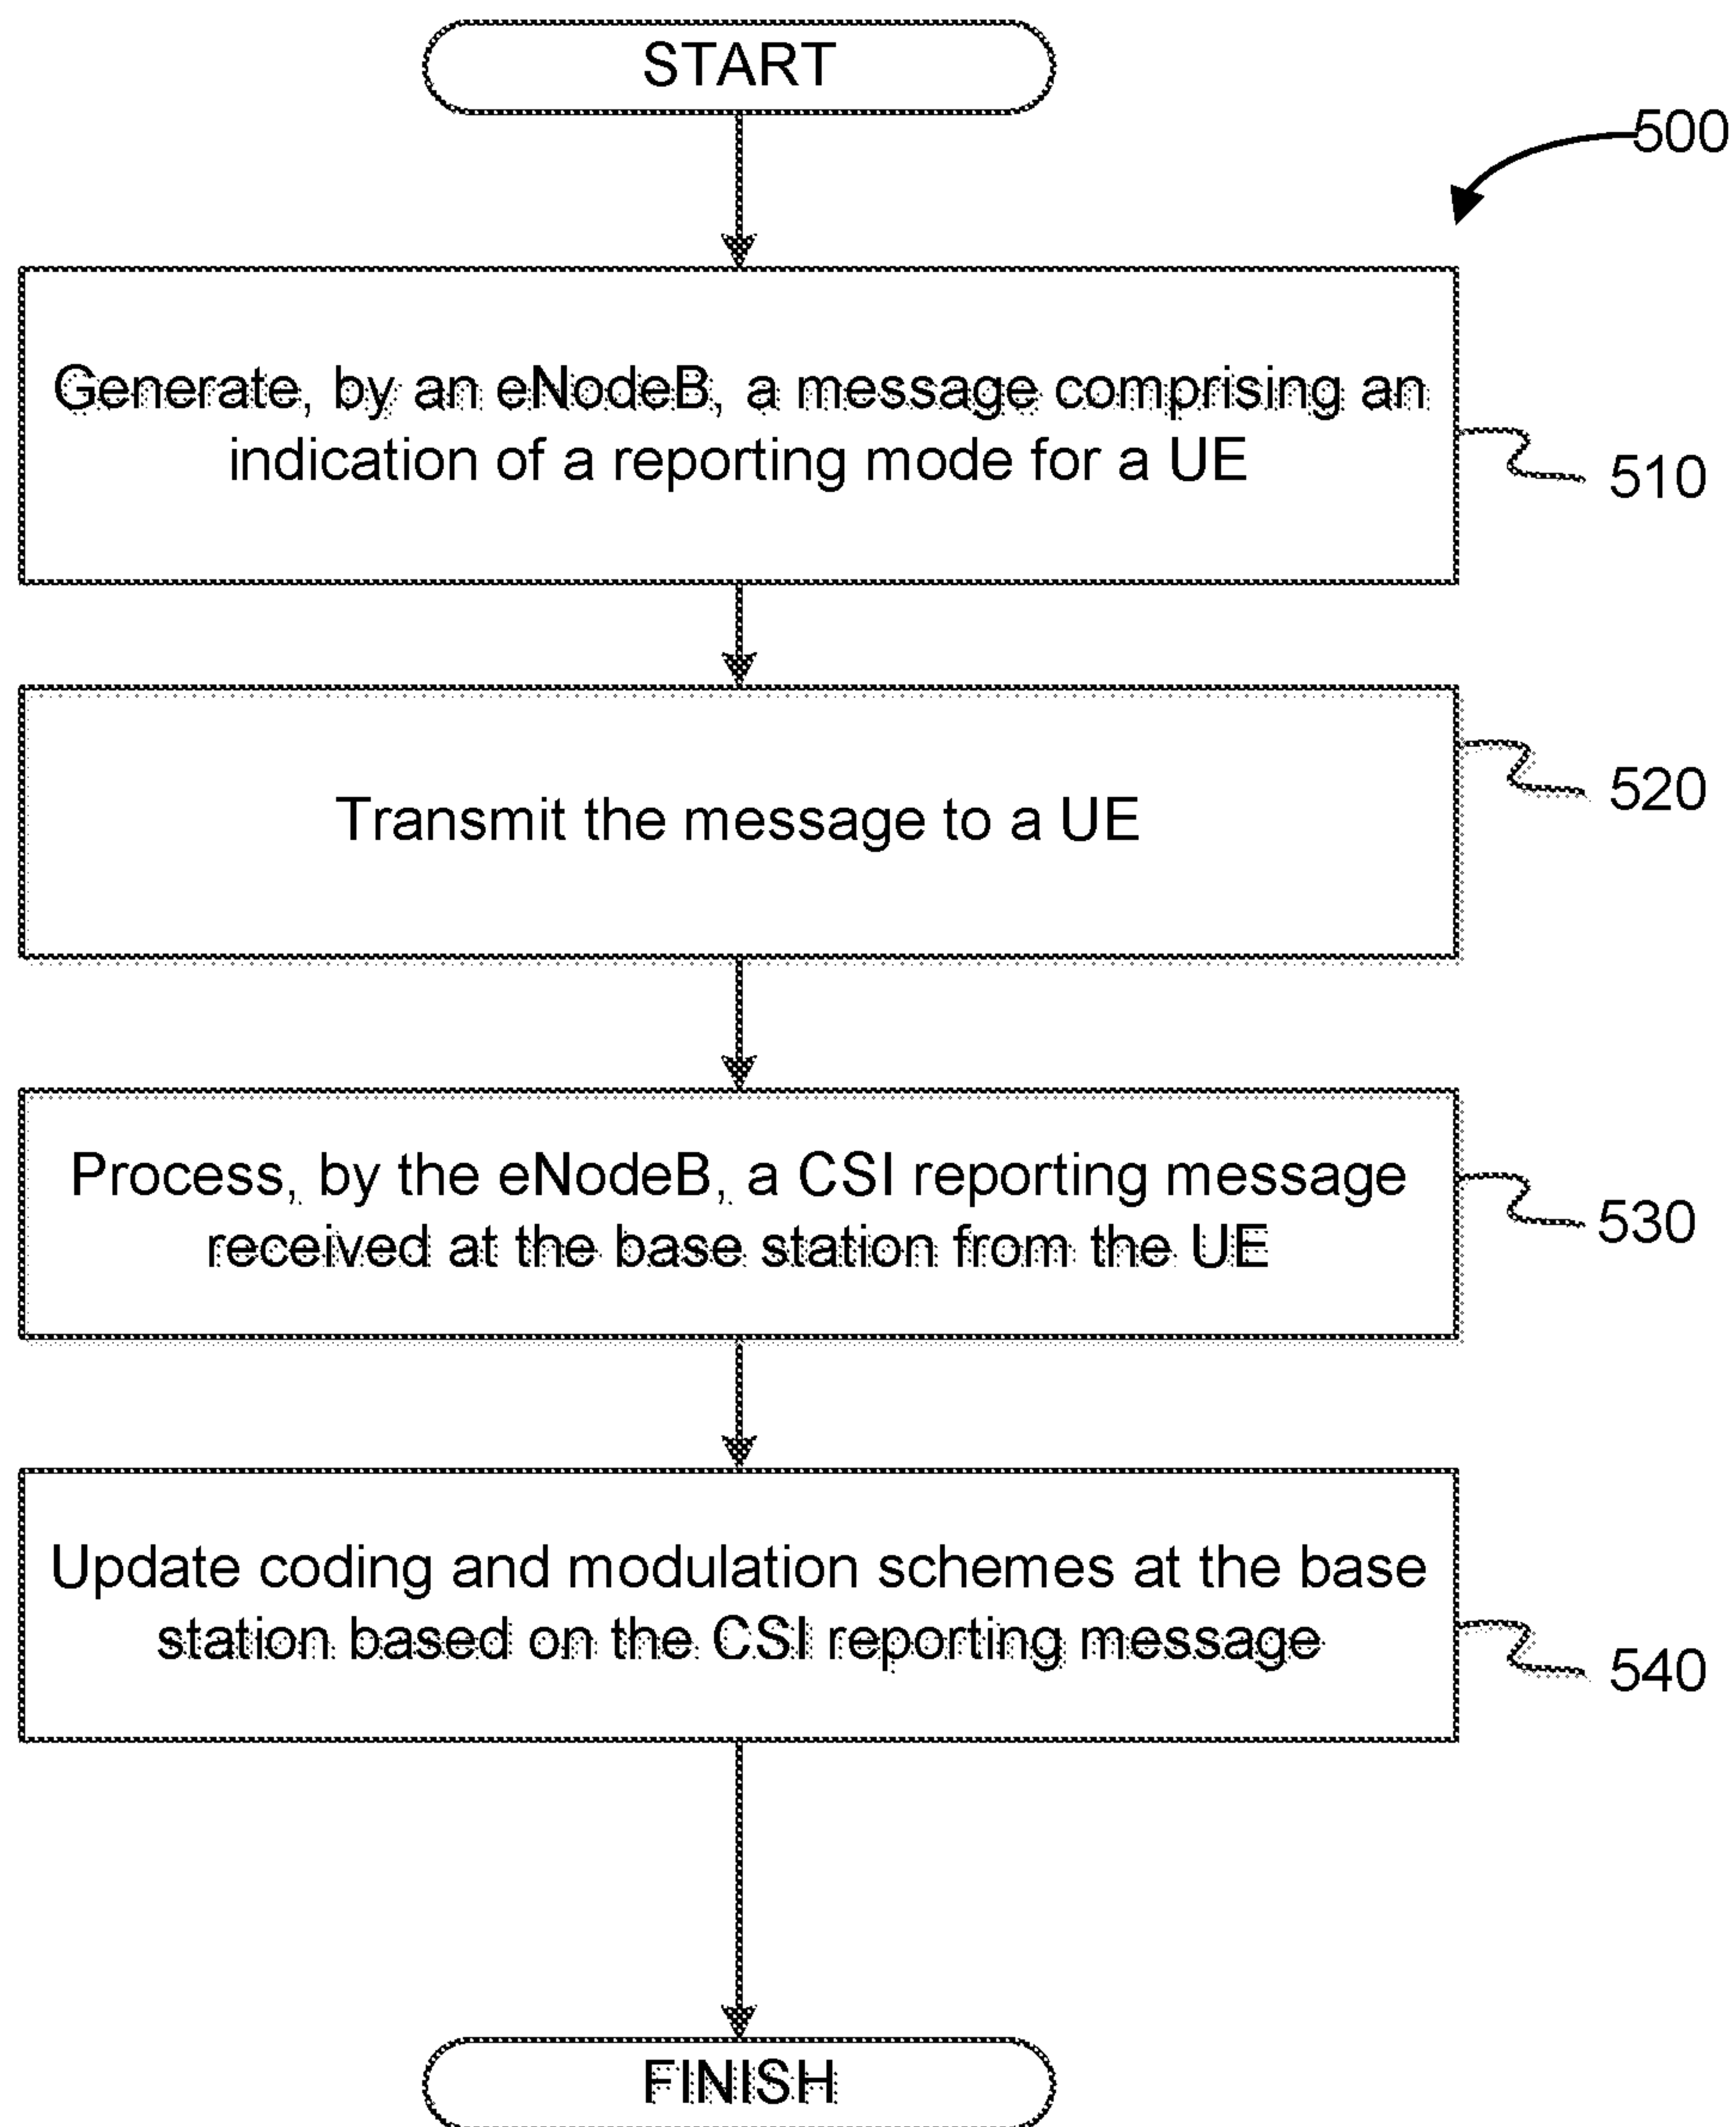 START
500
Generate, by an eNodeB, a message comprising an
indication of a reporting mode for a UE
510
Transmit the message to a UE
520
Process, by the eNodeB, a CSI reporting message
received at the base station from the UE
530
Update coding and modulation schemes at the base
station based on the CSI reporting message
540
FINISH